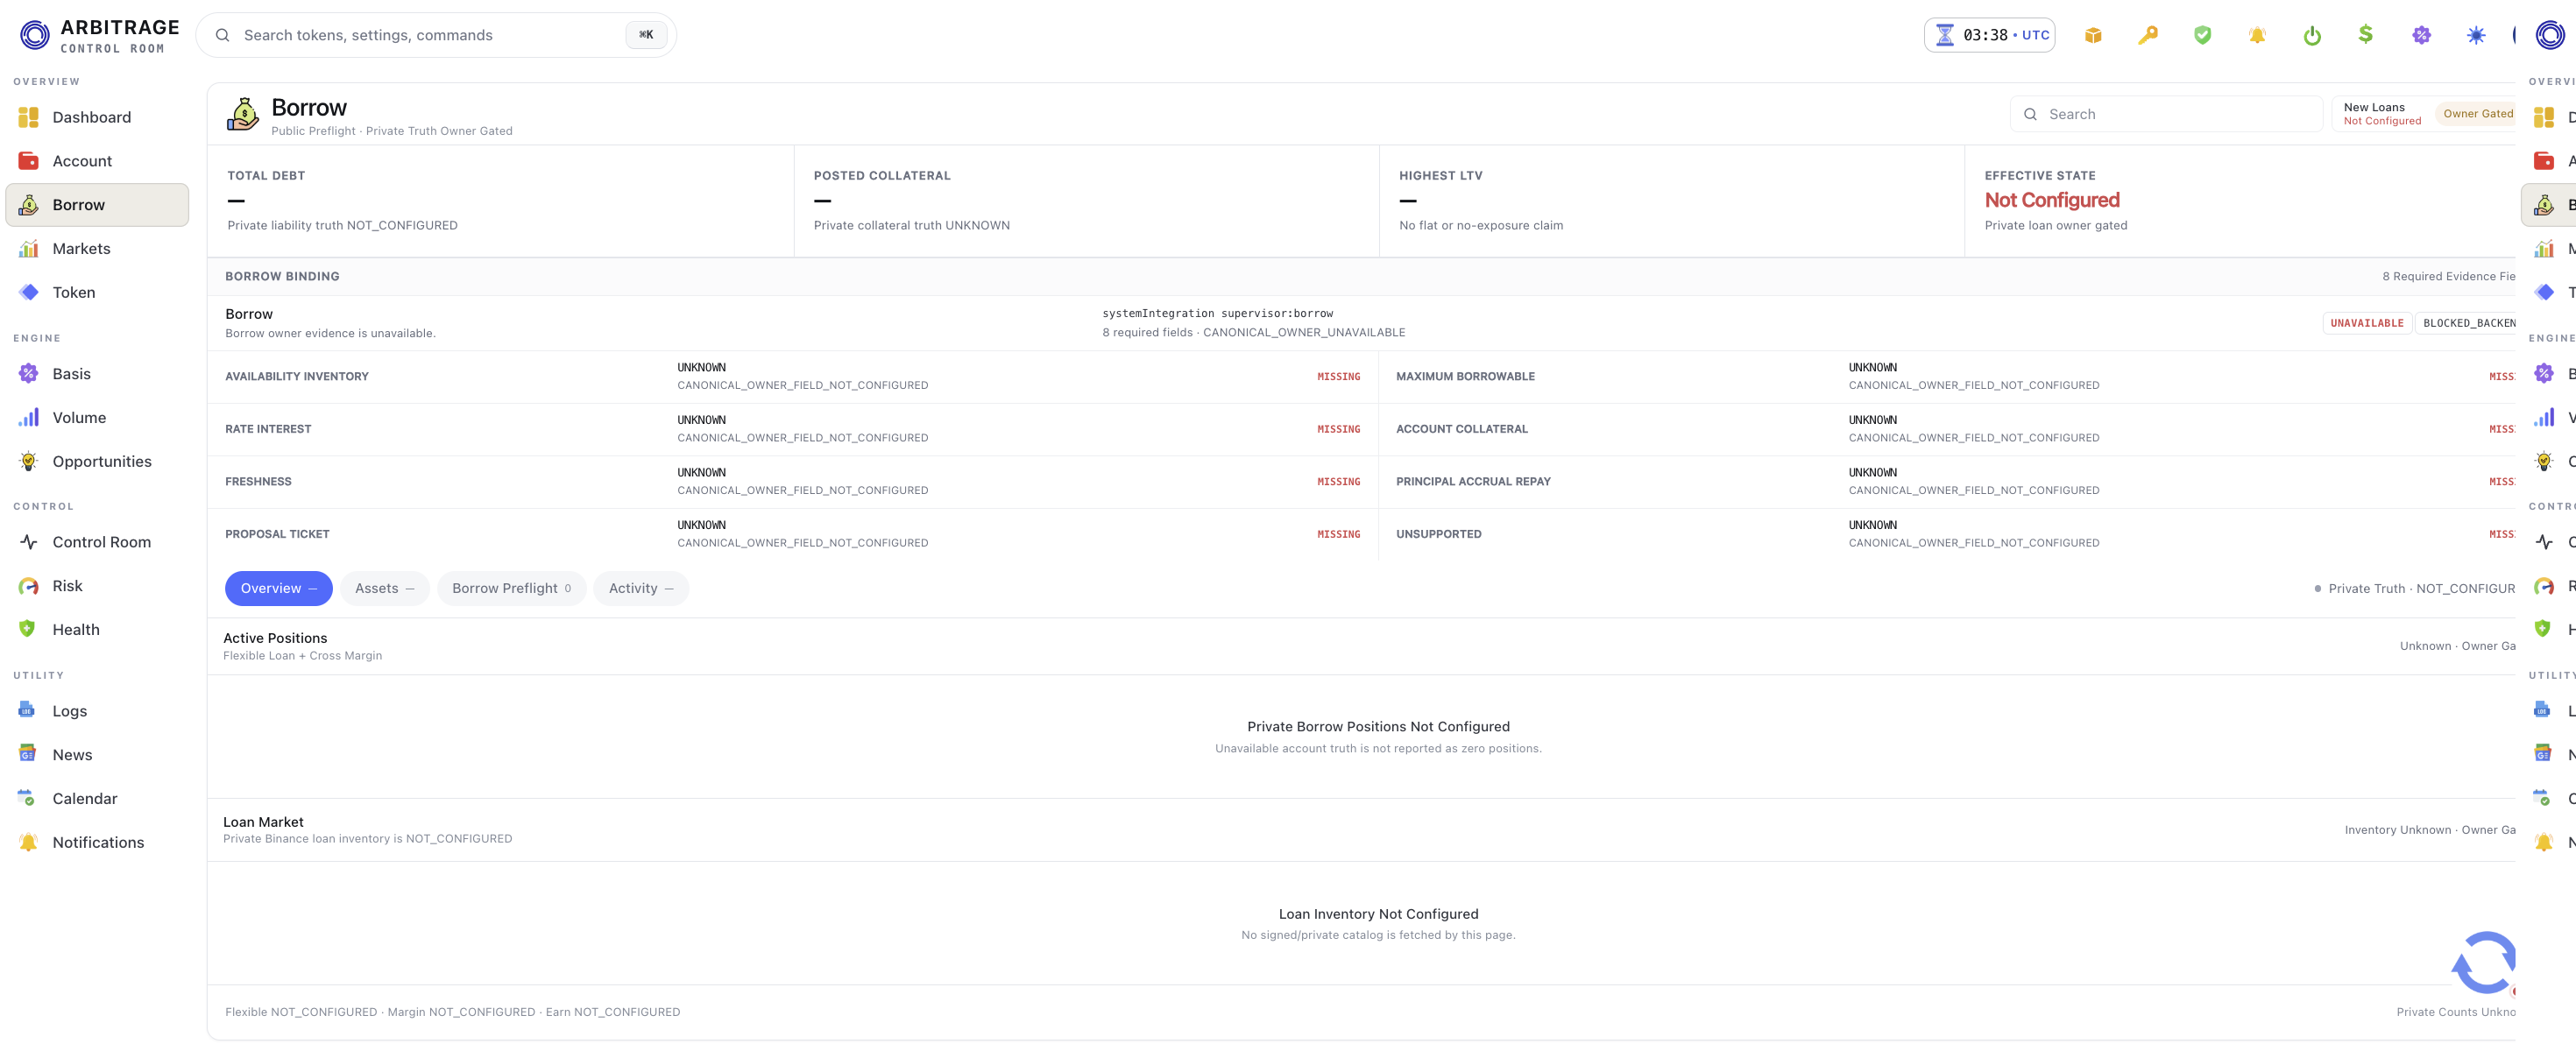 ARBITRAGE
CONTROL ROOM
Search tokens, settings, commands
⌘K
03:38 • UTC
OVERVIEW
Dashboard
Account
Borrow
Markets
Token
ENGINE
Basis
Volume
Opportunities
CONTROL
Control Room
Risk
Health
UTILITY
Logs
News
Calendar
Notifications
Borrow
Public Preflight · Private Truth Owner Gated
Search
New Loans
Not Configured
Owner Gated
TOTAL DEBT
—
Private liability truth NOT_CONFIGURED
POSTED COLLATERAL
—
Private collateral truth UNKNOWN
HIGHEST LTV
—
No flat or no-exposure claim
EFFECTIVE STATE
Not Configured
Private loan owner gated
BORROW BINDING
8 Required Evidence Fie
Borrow
Borrow owner evidence is unavailable.
systemIntegration supervisor:borrow
8 required fields · CANONICAL_OWNER_UNAVAILABLE
UNAVAILABLE
BLOCKED_BACKEN
AVAILABILITY INVENTORY
UNKNOWN
CANONICAL_OWNER_FIELD_NOT_CONFIGURED
MISSING
MAXIMUM BORROWABLE
UNKNOWN
CANONICAL_OWNER_FIELD_NOT_CONFIGURED
MISS
RATE INTEREST
UNKNOWN
CANONICAL_OWNER_FIELD_NOT_CONFIGURED
MISSING
ACCOUNT COLLATERAL
UNKNOWN
CANONICAL_OWNER_FIELD_NOT_CONFIGURED
MISS
FRESHNESS
UNKNOWN
CANONICAL_OWNER_FIELD_NOT_CONFIGURED
MISSING
PRINCIPAL ACCRUAL REPAY
UNKNOWN
CANONICAL_OWNER_FIELD_NOT_CONFIGURED
MISS
PROPOSAL TICKET
UNKNOWN
CANONICAL_OWNER_FIELD_NOT_CONFIGURED
MISSING
UNSUPPORTED
UNKNOWN
CANONICAL_OWNER_FIELD_NOT_CONFIGURED
MISS
Overview —
Assets —
Borrow Preflight 0
Activity —
Private Truth · NOT_CONFIGUR
Active Positions
Flexible Loan + Cross Margin
Unknown · Owner Ga
Private Borrow Positions Not Configured
Unavailable account truth is not reported as zero positions.
Loan Market
Private Binance loan inventory is NOT_CONFIGURED
Inventory Unknown · Owner Ga
Loan Inventory Not Configured
No signed/private catalog is fetched by this page.
Flexible NOT_CONFIGURED · Margin NOT_CONFIGURED · Earn NOT_CONFIGURED
Private Counts Unkno
OVERVI
ENGINE
CONTR
UTILITY